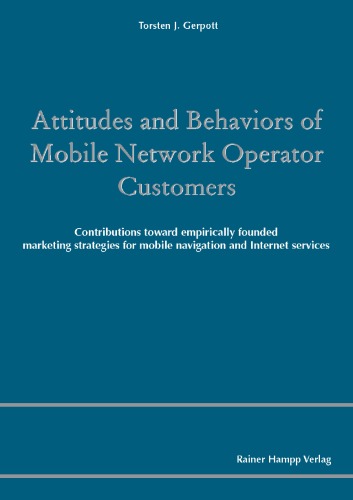 Torsten J. Gerpott
Attitudes and Behaviors of
Mobile Network Operator
Customers
Contributions toward empirically founded
marketing strategies for mobile navigation and Internet services
Rainer Hampp Verlag